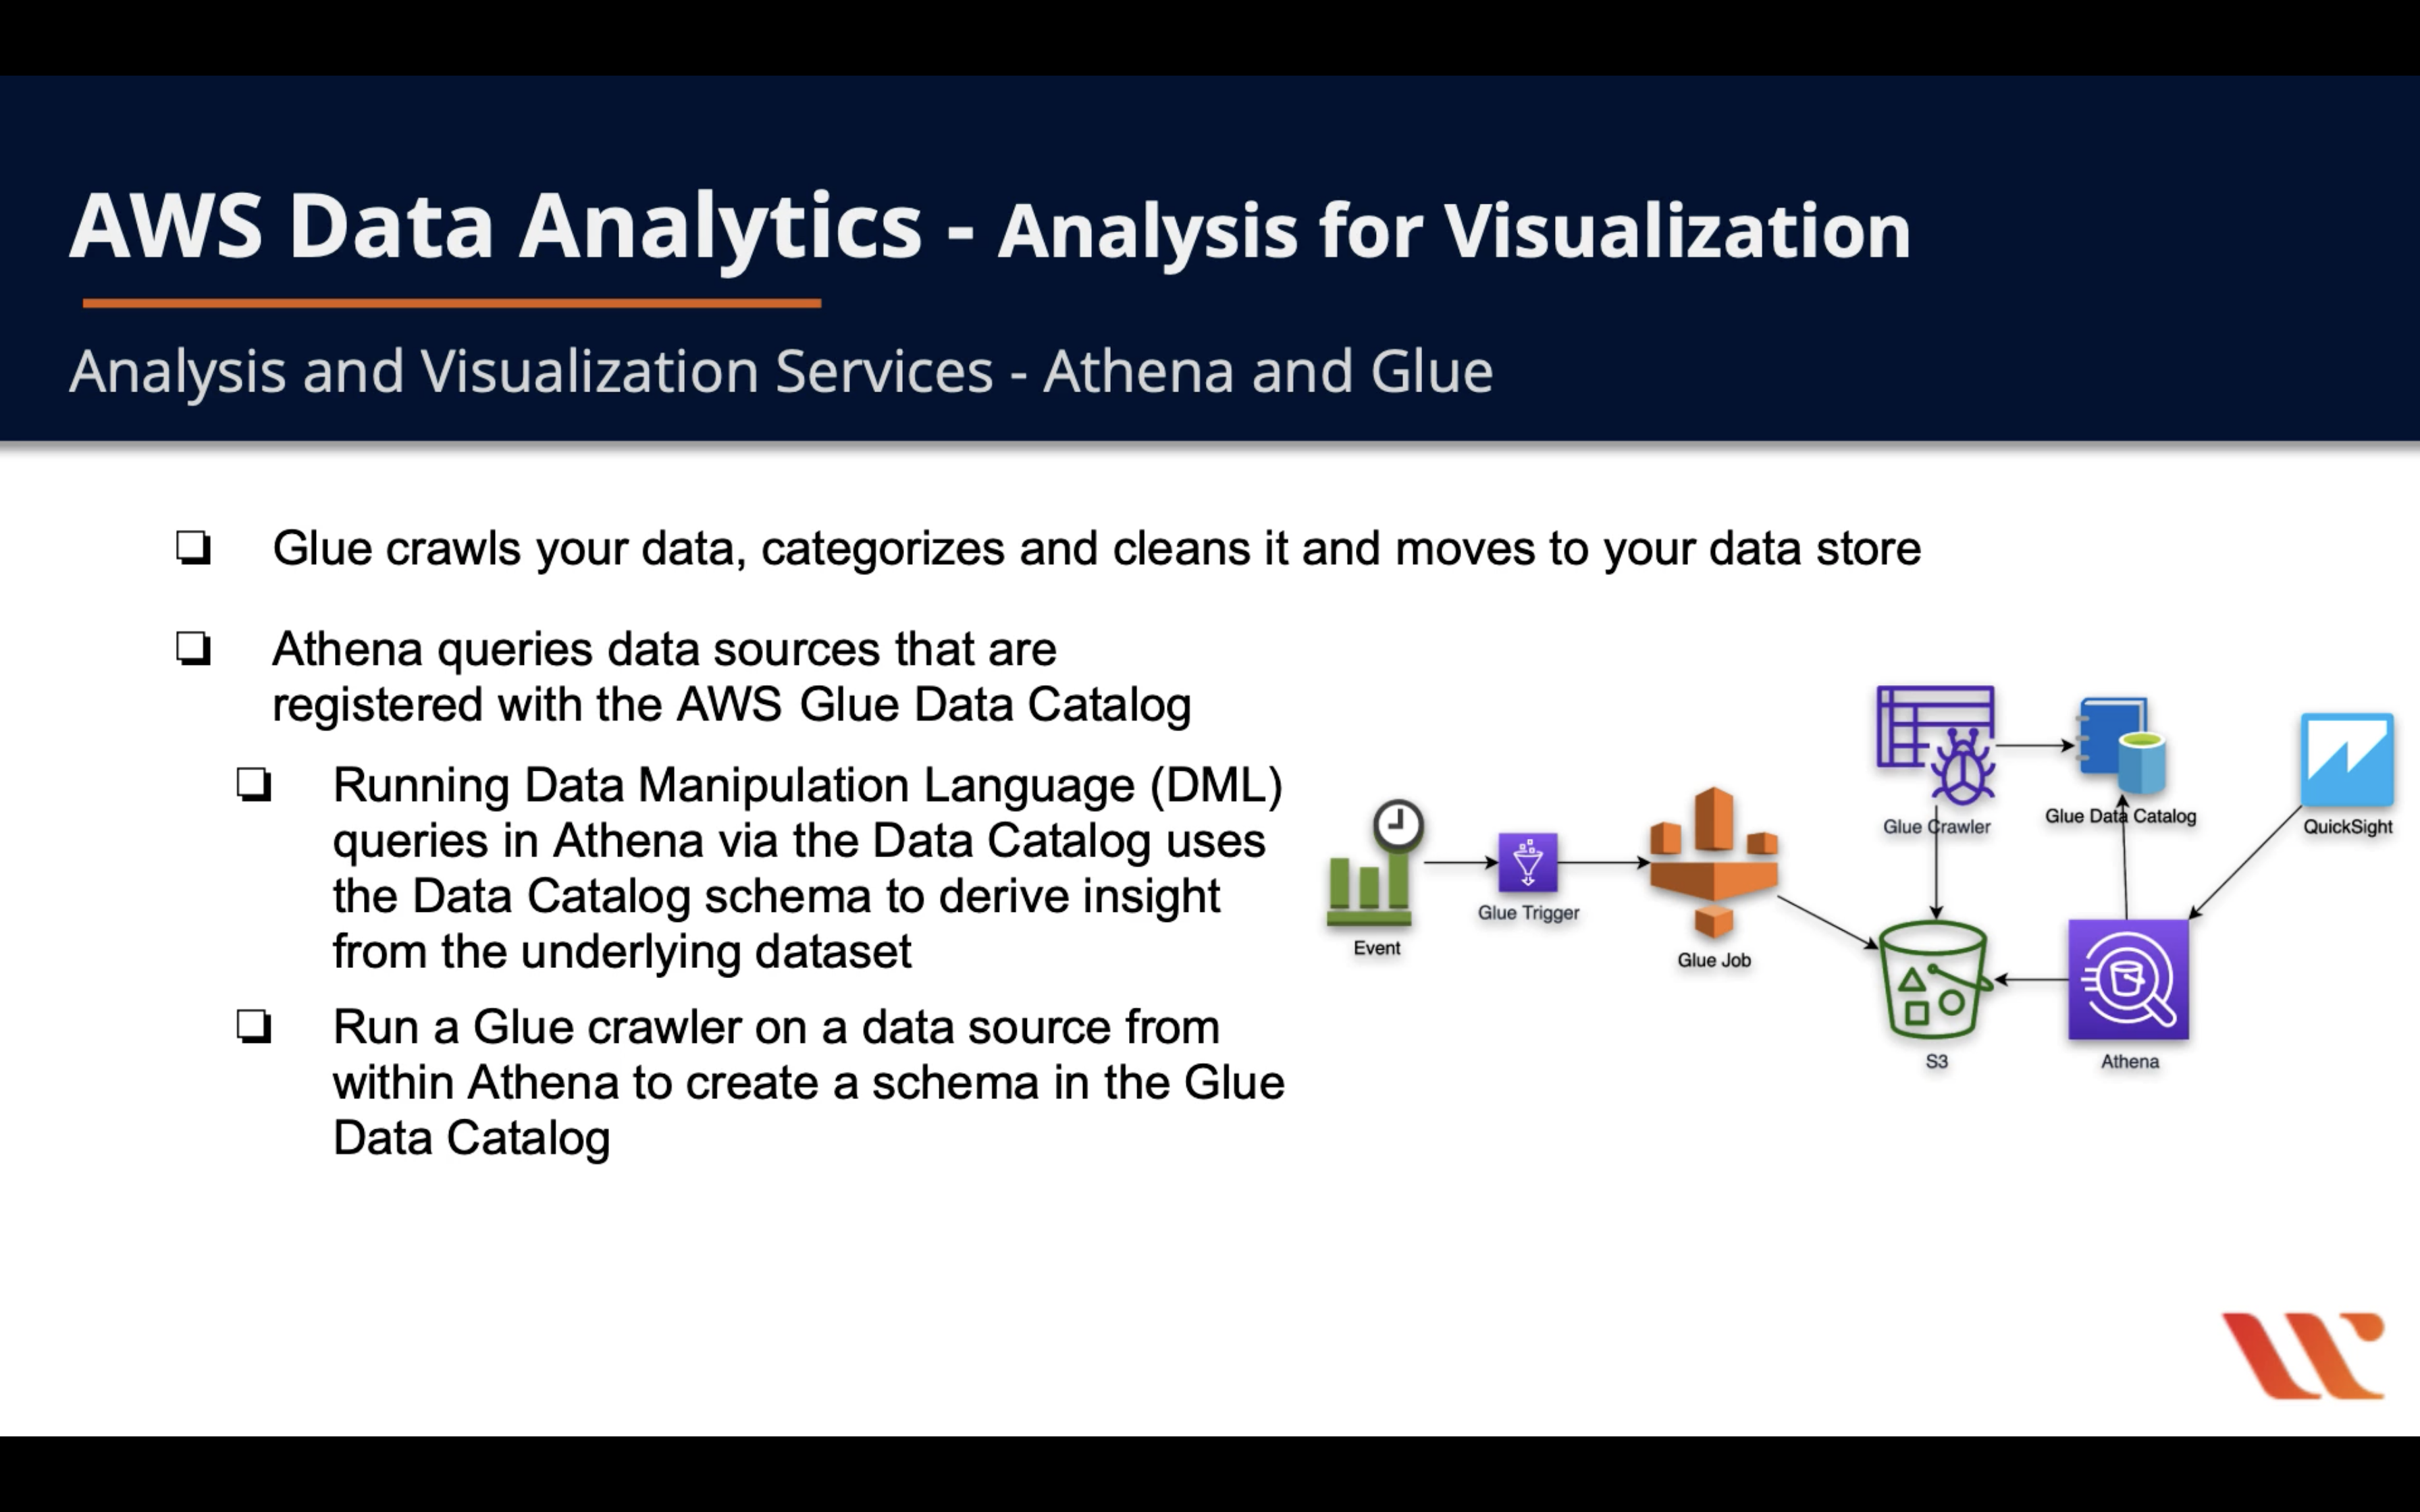 AWS Data Analytics - Analysis for Visualization
Analysis and Visualization Services - Athena and Glue
Glue crawls your data, categorizes and cleans it and moves to your data store
Athena queries data sources that are
registered with the AWS Glue Data Catalog
Running Data Manipulation Language (DML)
queries in Athena via the Data Catalog uses
the Data Catalog schema to derive insight
from the underlying dataset
Run a Glue crawler on a data source from
within Athena to create a schema in the Glue
Data Catalog
Event
Glue Trigger
Glue Job
Glue Crawler
Glue Data Catalog
QuickSight
S3
Athena